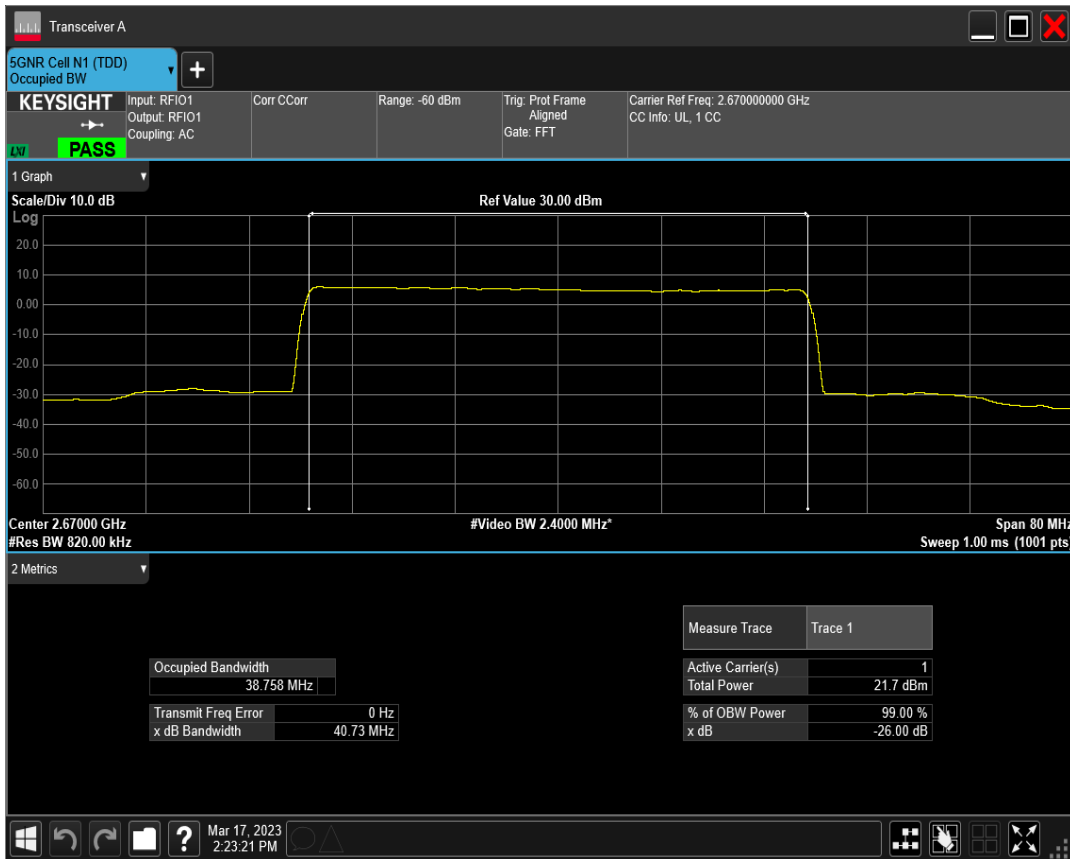 Transceiver A
5GNR Cell N1 (TDD)
Occupied BW
+
KEYSIGHT
LXI
PASS
Input: RFIO1
Output: RFIO1
Coupling: AC
Corr CCorr
Range: -60 dBm
Trig: Prot Frame
Aligned
Gate: FFT
Carrier Ref Freq: 2.670000000 GHz
CC Info: UL, 1 CC
1 Graph
Scale/Div 10.0 dB
Ref Value 30.00 dBm
Log
20.0
10.0
0.00
-10.0
-20.0
-30.0
-40.0
-50.0
-60.0
Center 2.67000 GHz
#Video BW 2.4000 MHz*
Span 80 MHz
#Res BW 820.00 kHz
Sweep 1.00 ms (1001 pts)
2 Metrics
Measure Trace Trace 1
Occupied Bandwidth
38.758 MHz
Active Carrier(s) 1
Total Power 21.7 dBm
Transmit Freq Error 0 Hz
x dB Bandwidth 40.73 MHz
% of OBW Power 99.00 %
x dB -26.00 dB
?
Mar 17, 2023
2:23:21 PM